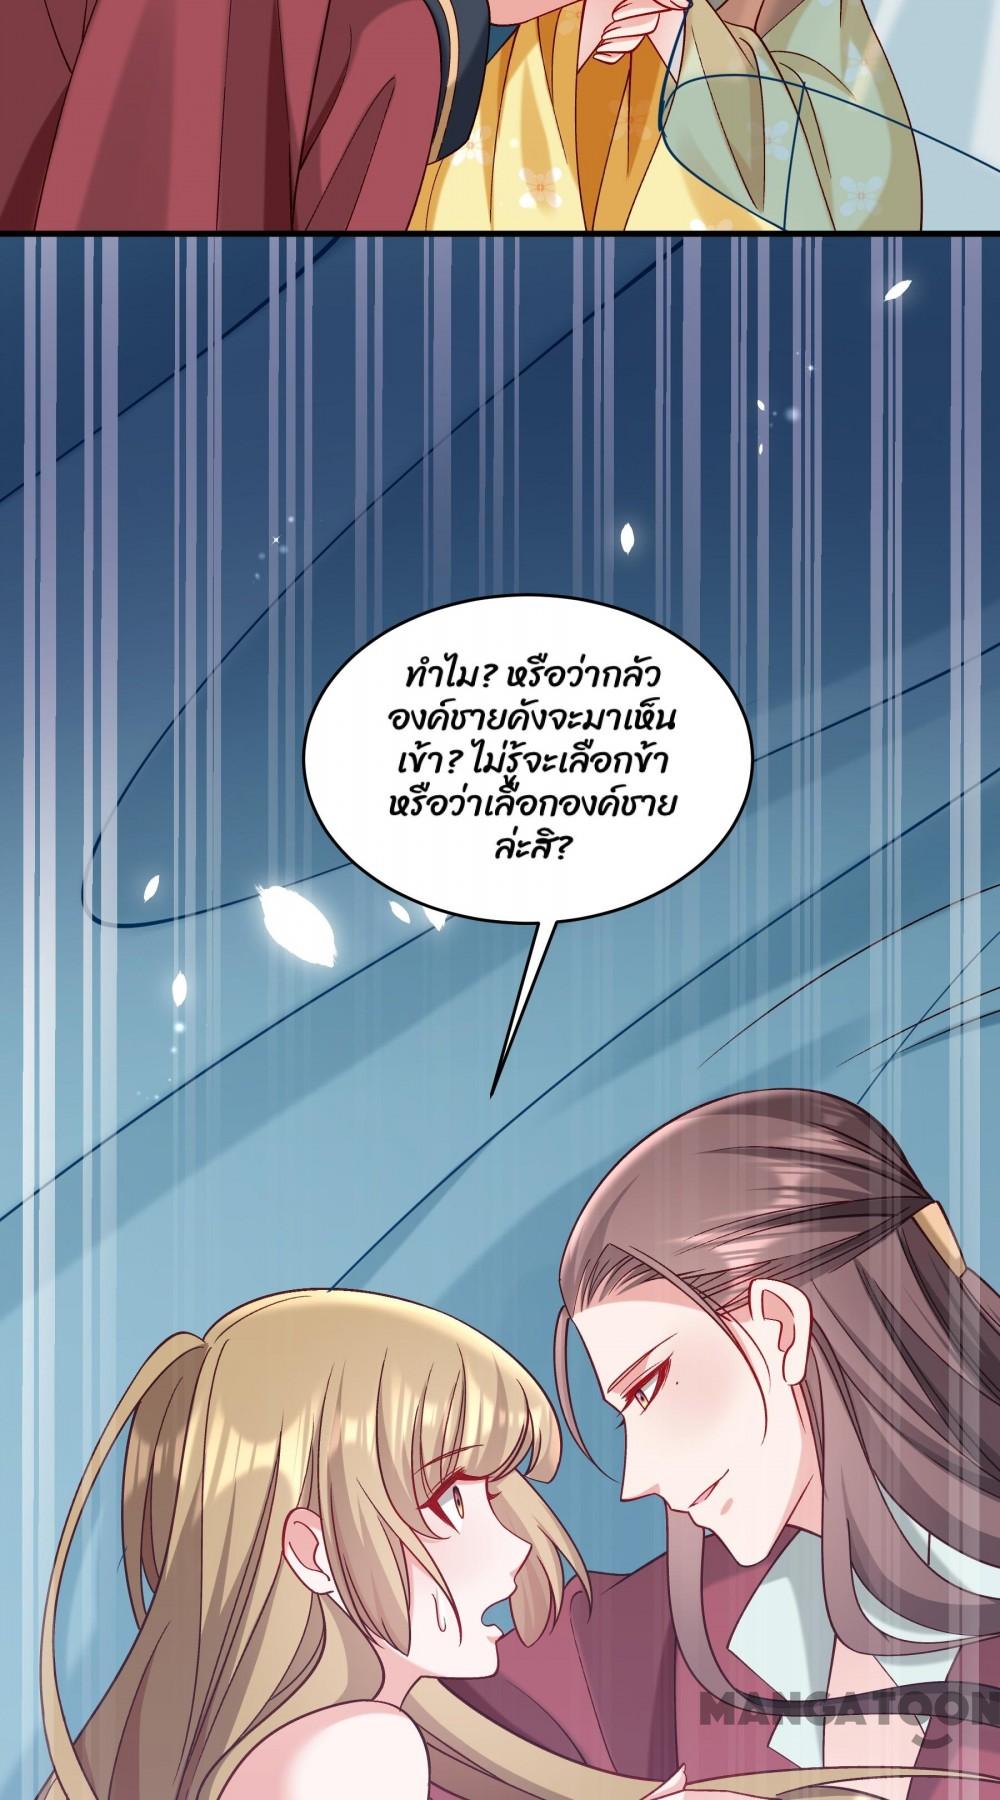 ทำไม? หรือว่ากลัว
องค์ชายคังจะมาเห็น
เข้า? ไม่รู้จะเลือกข้า
หรือว่าเลือกองค์ชาย
ล่ะสิ?
MANGATOON